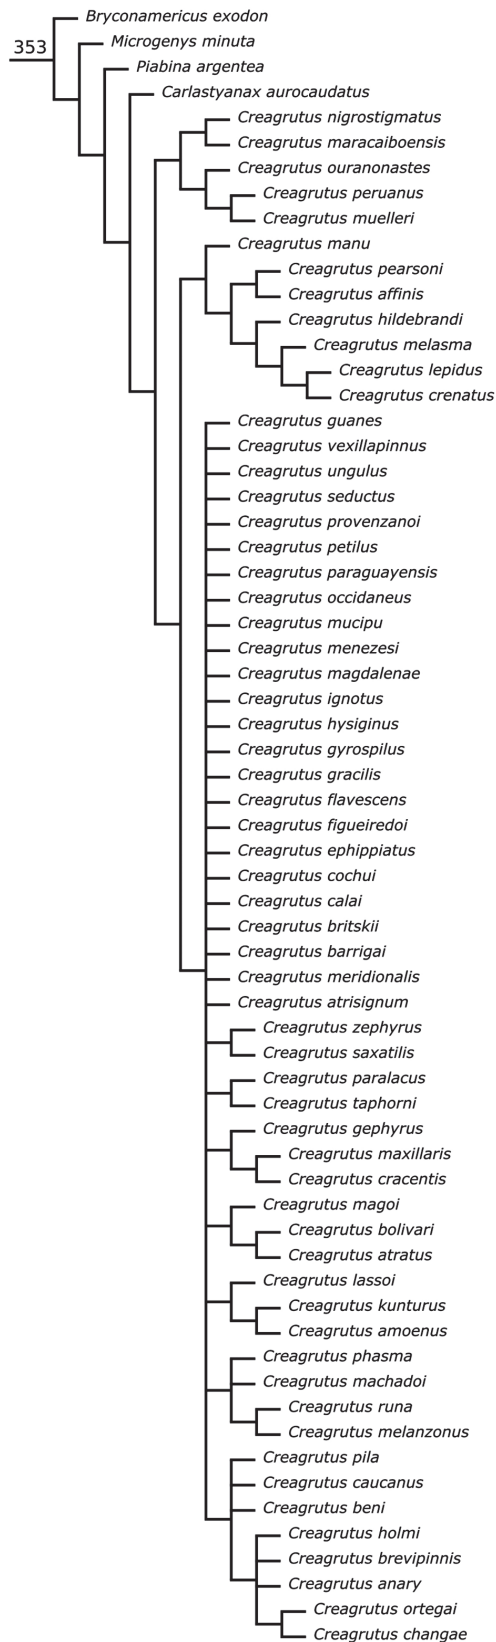 Bryconamericus exodon
353
Microgenys minuta
Piabina argentea
Carlastyanax aurocaudatus
Creagrutus nigrostigmatus
Creagrutus maracaiboensis
Creagrutus ouranonastes
Creagrutus peruanus
Creagrutus muelleri
Creagrutus manu
Creagrutus pearsoni
Creagrutus affinis
Creagrutus hildebrandi
Creagrutus melasma
Creagrutus lepidus
Creagrutus crenatus
Creagrutus guanes
Creagrutus vexillapinnus
Creagrutus ungulus
Creagrutus seductus
Creagrutus provenzanoi
Creagrutus petilus
Creagrutus paraguayensis
Creagrutus occidaneus
Creagrutus mucipu
Creagrutus menezesi
Creagrutus magdalenae
Creagrutus ignotus
Creagrutus hysiginus
Creagrutus gyrospilus
Creagrutus gracilis
Creagrutus flavescens
Creagrutus figueiredoi
Creagrutus ephippiatus
Creagrutus cochui
Creagrutus calai
Creagrutus britskii
Creagrutus barrigai
Creagrutus meridionalis
Creagrutus atrisignum
Creagrutus zephyrus
Creagrutus saxatilis
Creagrutus paralacus
Creagrutus taphorni
Creagrutus gephyrus
Creagrutus maxillaris
Creagrutus cracentis
Creagrutus magoi
Creagrutus bolivari
Creagrutus atratus
Creagrutus lassoi
Creagrutus kunturus
Creagrutus amoenus
Creagrutus phasma
Creagrutus machadoi
Creagrutus runa
Creagrutus melanzonus
Creagrutus pila
Creagrutus caucanus
Creagrutus beni
Creagrutus holmi
Creagrutus brevipinnis
Creagrutus anary
Creagrutus ortegai
Creagrutus changae